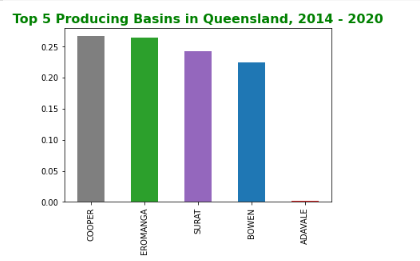 Top 5 Producing Basins in Queensland, 2014 - 2020
0.25
0.20
0.15
0.10
0.05
0.00
COOPER
EROMANGA
SURAT
BOWEN
ADAVALE